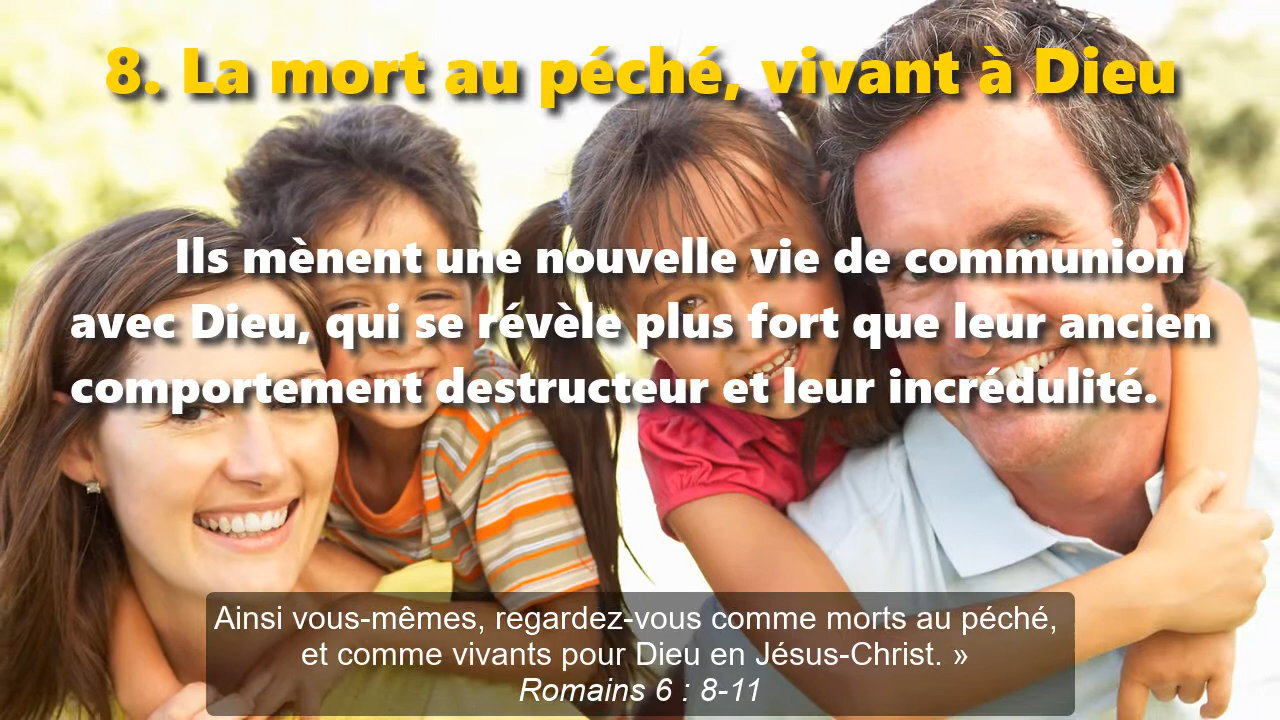 8. La mort au péché, vivant à Dieu
Ils mènent une nouvelle vie de communion
avec Dieu, qui se révèle plus fort que leur ancien
comportement destructeur et leur incrédulité.
Ainsi vous-mêmes, regardez-vous comme morts au péché,
et comme vivants pour Dieu en Jésus-Christ. »
Romains 6 : 8-11